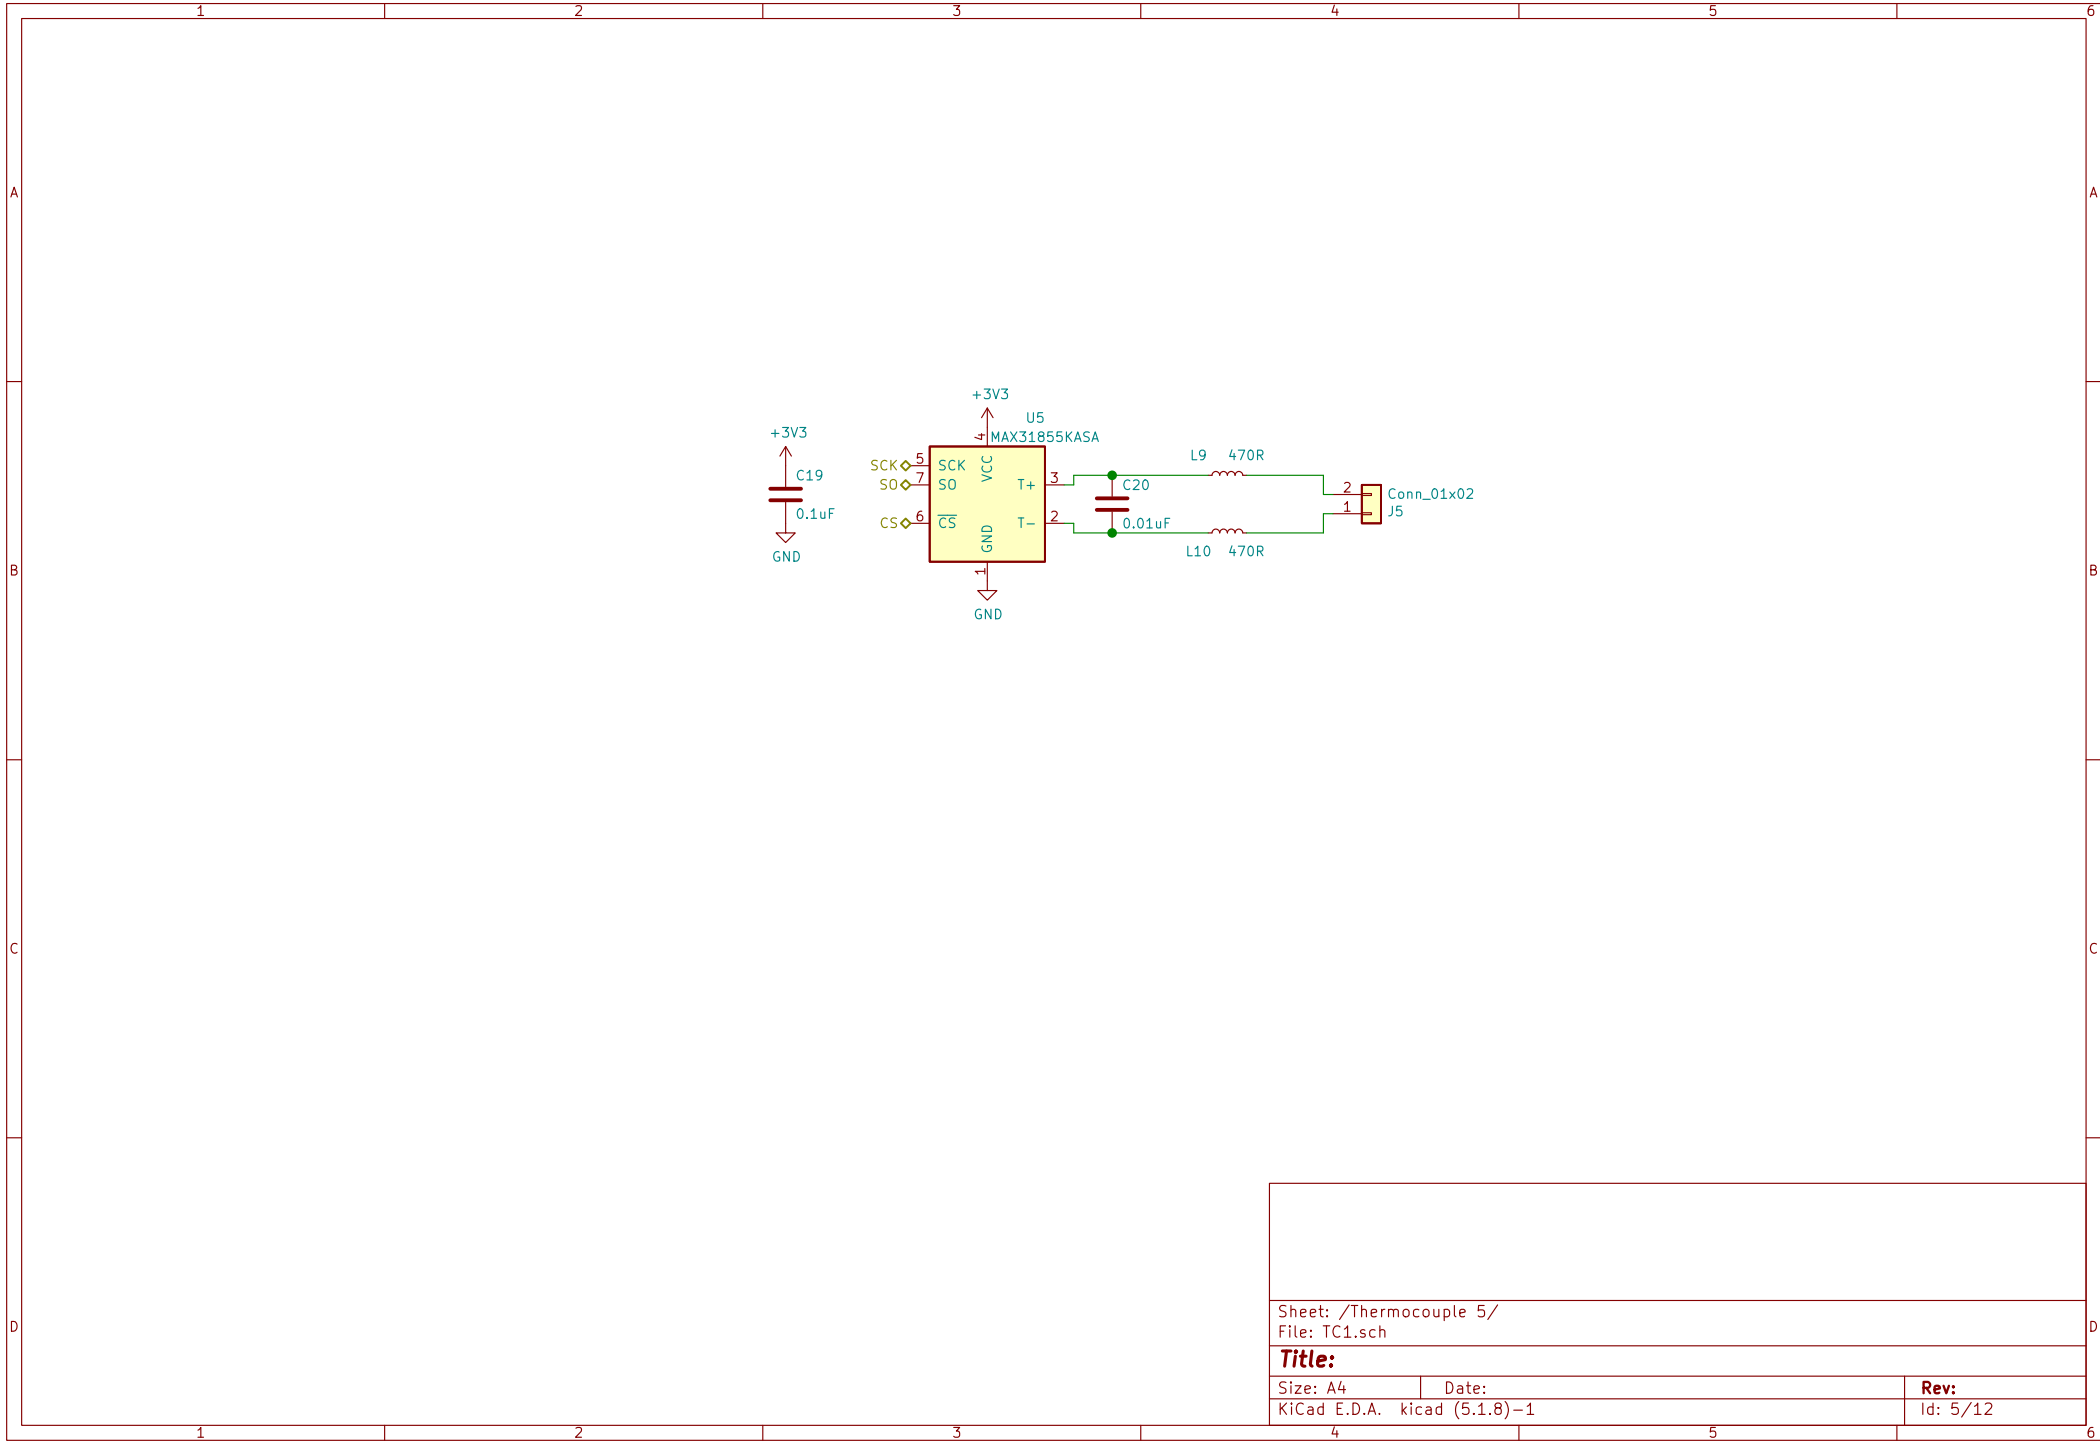 1 2 3 4 5 6
A A
+3V3
U5
MAX31855KASA
4
+3V3
C19
0.1uF
GND
SCK 5 SCK
SO 7 SO
CS 6 CS
VCC
GND
T+ 3
T- 2
1
GND
C20
0.01uF
L9 470R
L10 470R
2 Conn_01x02
1 J5
B B
C C
Sheet: /Thermocouple 5/
File: TC1.sch
Title:
Size: A4 Date: Rev:
KiCad E.D.A. kicad (5.1.8)-1 Id: 5/12
D D
1 2 3 4 5 6